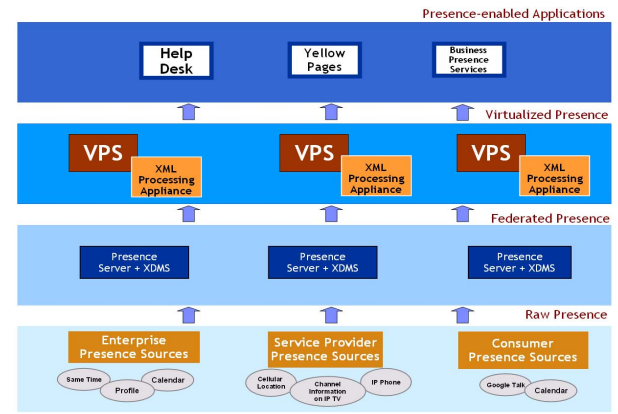 Presence-enabled Applications
Help
Desk
Yellow
Pages
Business
Presence
Services
Virtualized Presence
VPS
XML
Processing
Appliance
VPS
XML
Processing
Appliance
VPS
XML
Processing
Appliance
Federated Presence
Presence
Server + XDMS
Presence
Server + XDMS
Presence
Server + XDMS
Raw Presence
Enterprise
Presence Sources
Service Provider
Presence Sources
Consumer
Presence Sources
Same Time
Profile
Calendar
Cellular
Location
Channel
Information
on IP TV
IP Phone
Google Talk
Calendar